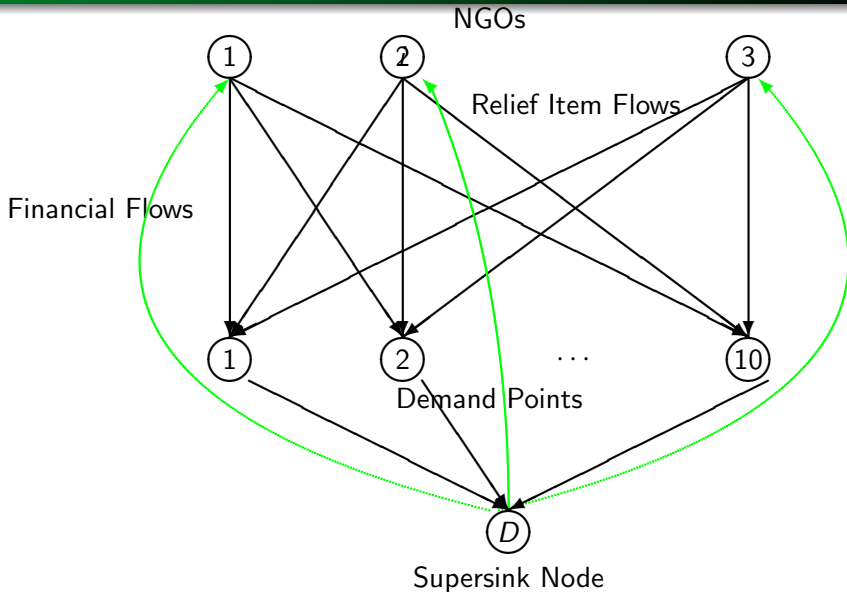 NGOs
1 2 3
Relief Item Flows
Financial Flows
1 2 ... 10
Demand Points
D
Supersink Node